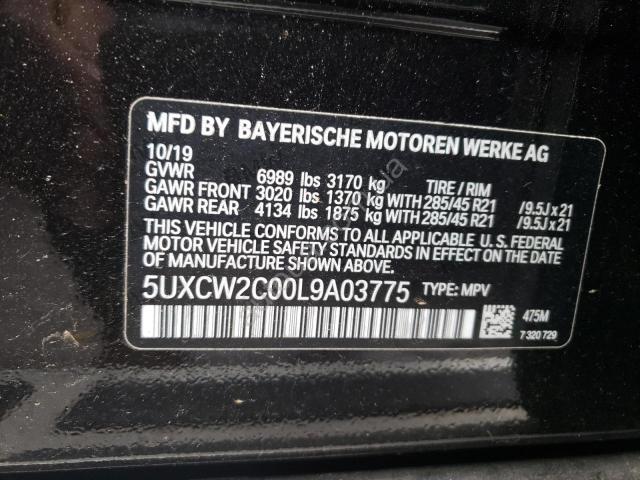 MFD BY BAYERISCHE MOTOREN WERKE AG
10/19
GVWR 6989 lbs 3170 kg TIRE / RIM
GAWR FRONT 3020 lbs 1370 kg WITH 285/45 R21 /9.5J x 21
GAWR REAR 4134 lbs 1875 kg WITH 285/45 R21 /9.5J x 21
THIS VEHICLE CONFORMS TO ALL APPLICABLE U.S. FEDERAL
MOTOR VEHICLE SAFETY STANDARDS IN EFFECT ON THE
DATE OF MANUFACTURE SHOWN ABOVE.
5UXCW2C00L9A03775 TYPE: MPV
475M
7 320 729